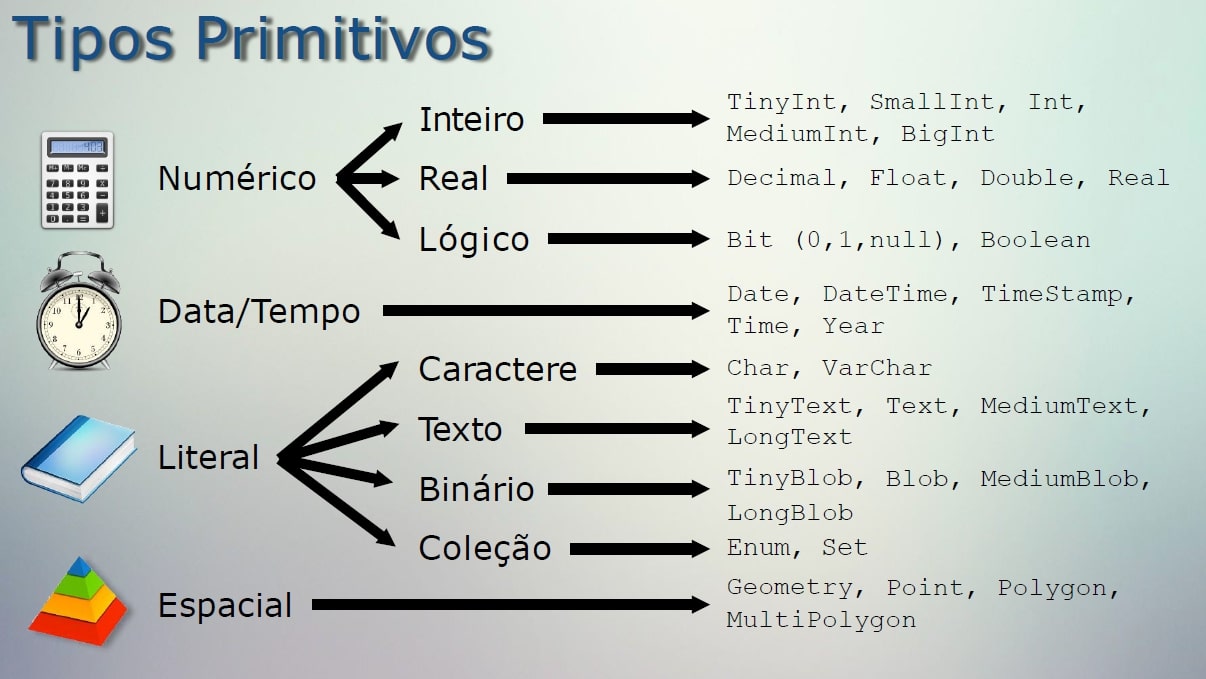 Tipos Primitivos
Numérico
Inteiro
TinyInt, SmallInt, Int,
MediumInt, BigInt
Real
Decimal, Float, Double, Real
Lógico
Bit (0,1,null), Boolean
Data/Tempo
Date, DateTime, TimeStamp,
Time, Year
Literal
Caractere
Char, VarChar
Texto
TinyText, Text, MediumText,
LongText
Binário
TinyBlob, Blob, MediumBlob,
LongBlob
Coleção
Enum, Set
Espacial
Geometry, Point, Polygon,
MultiPolygon